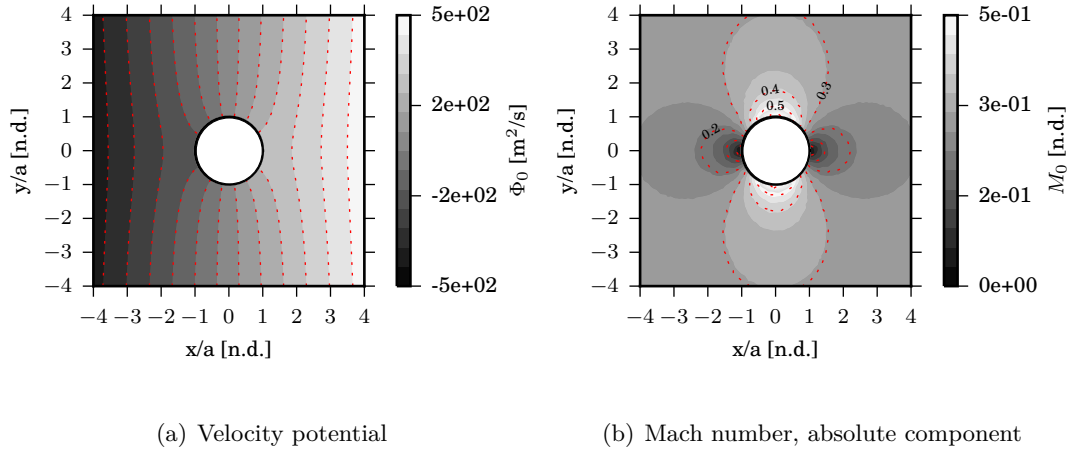 4
3
2
1
0
−1
−2
−3
−4
y/a [n.d.]
−4 −3 −2 −1 0 1 2 3 4
x/a [n.d.]
5e+02
2e+02
-2e+02
-5e+02
Φ0 [m²/s]
4
3
2
1
0
−1
−2
−3
−4
y/a [n.d.]
0.4
0.3
0.5
0.2
−4 −3 −2 −1 0 1 2 3 4
x/a [n.d.]
5e-01
3e-01
2e-01
0e+00
M0 [n.d.]
(a) Velocity potential
(b) Mach number, absolute component